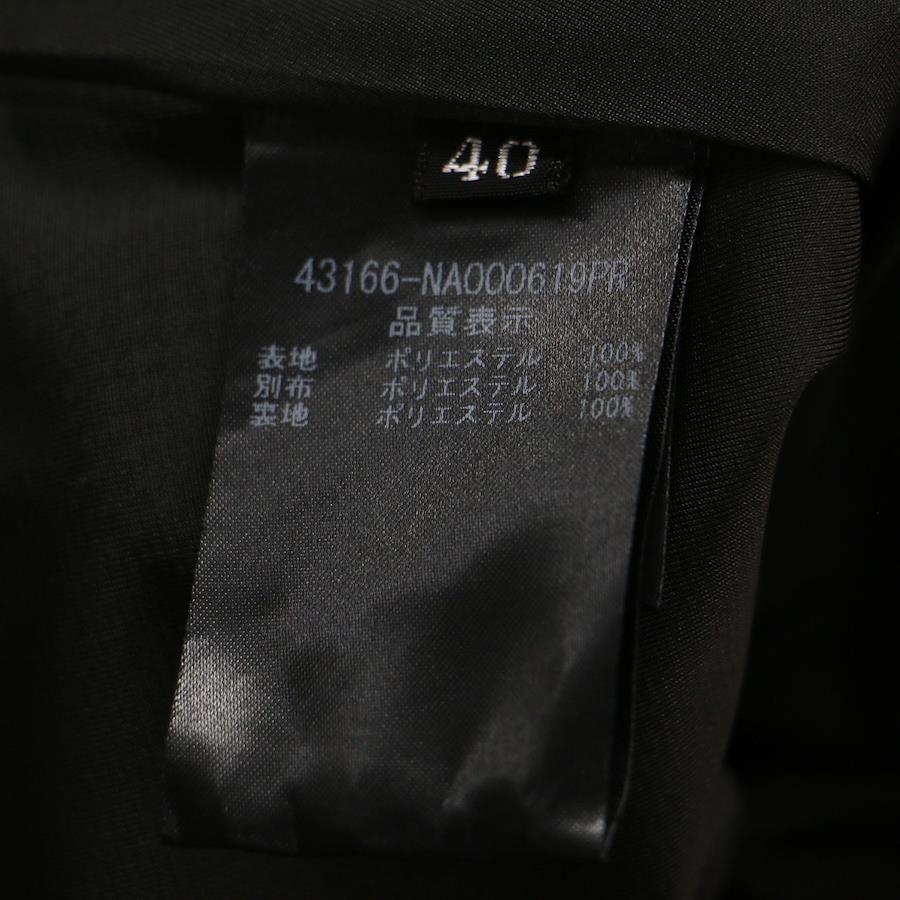 40
43166-NA000619PR
品質表示
表地 ポリエステル 100%
別布 ポリエステル 100%
裏地 ポリエステル 100%